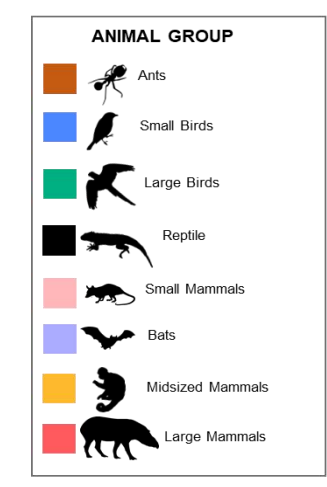 ANIMAL GROUP
Ants
Small Birds
Large Birds
Reptile
Small Mammals
Bats
Midsized Mammals
Large Mammals